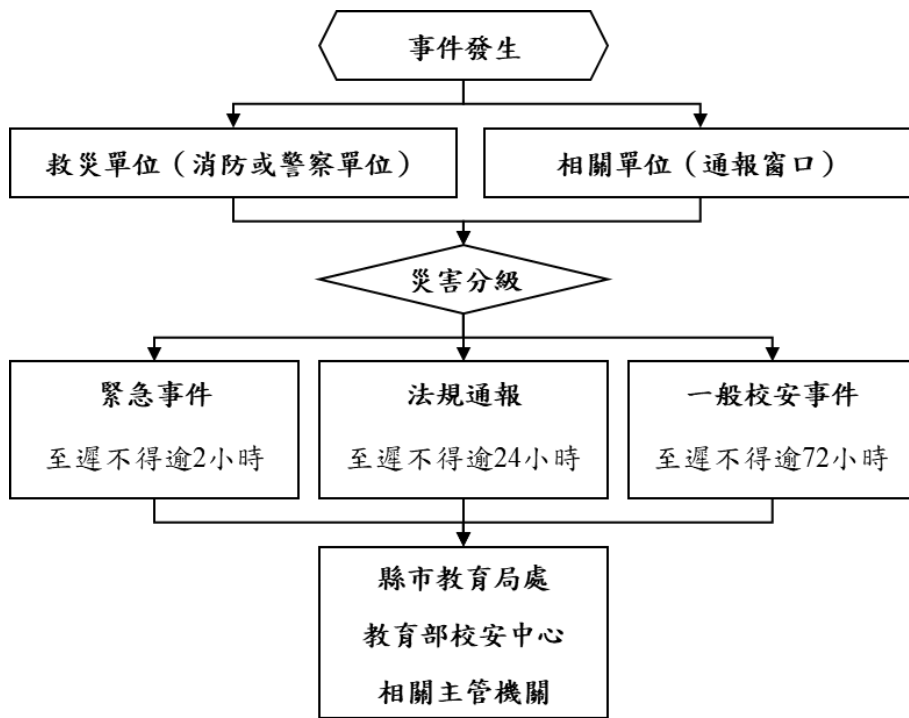 事件發生
救災單位（消防或警察單位）
相關單位（通報窗口）
災害分級
緊急事件
至遲不得逾2小時
法規通報
至遲不得逾24小時
一般校安事件
至遲不得逾72小時
縣市教育局處
教育部校安中心
相關主管機關